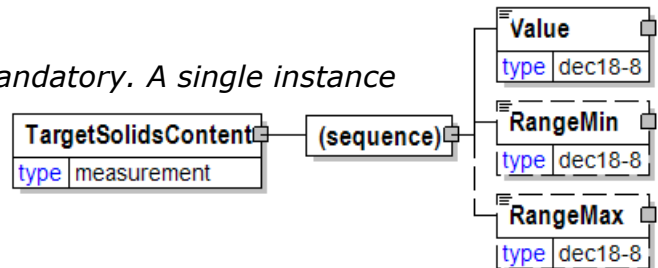 andatory. A single instance
TargetSolidsContent
type measurement
(sequence)
Value
type dec18-8
RangeMin
type dec18-8
RangeMax
type dec18-8